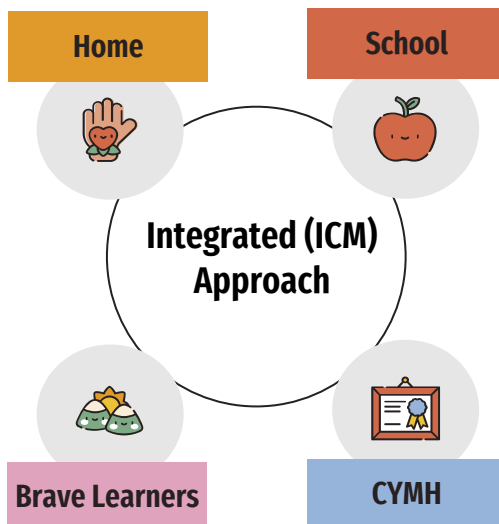 Home
School
Integrated (ICM)
Approach
Brave Learners
CYMH